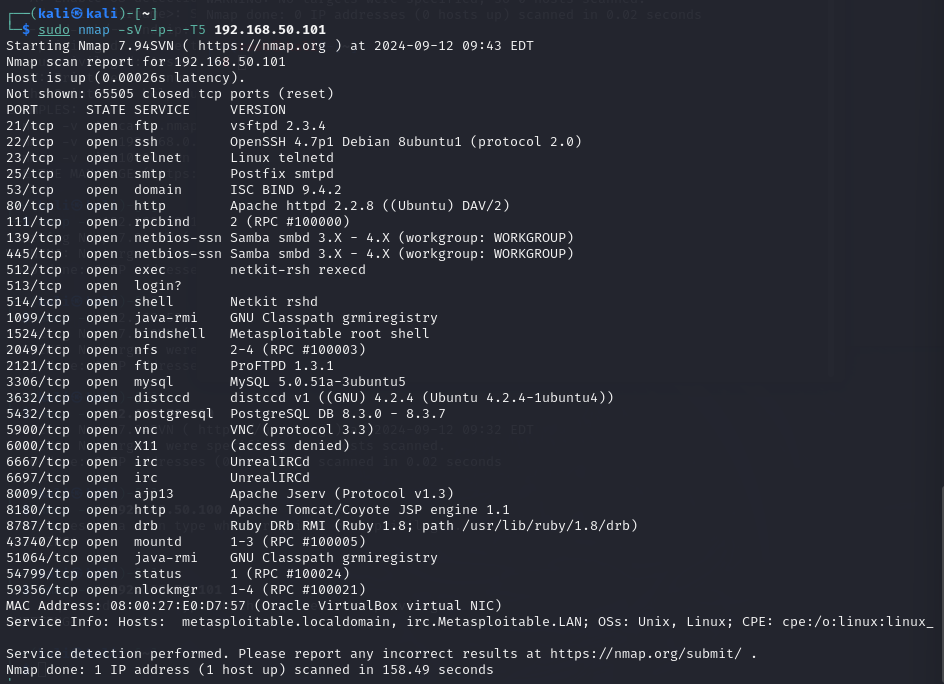 ┌──(kali㉿kali)-[~]
└─$ sudo nmap -sV -p- -T5 192.168.50.101
Starting Nmap 7.94SVN ( https://nmap.org ) at 2024-09-12 09:43 EDT
Nmap scan report for 192.168.50.101
Host is up (0.00026s latency).
Not shown: 65505 closed tcp ports (reset)
PORT      STATE SERVICE     VERSION
21/tcp    open  ftp         vsftpd 2.3.4
22/tcp    open  ssh         OpenSSH 4.7p1 Debian 8ubuntu1 (protocol 2.0)
23/tcp    open  telnet      Linux telnetd
25/tcp    open  smtp        Postfix smtpd
53/tcp    open  domain      ISC BIND 9.4.2
80/tcp    open  http        Apache httpd 2.2.8 ((Ubuntu) DAV/2)
111/tcp   open  rpcbind     2 (RPC #100000)
139/tcp   open  netbios-ssn Samba smbd 3.X - 4.X (workgroup: WORKGROUP)
445/tcp   open  netbios-ssn Samba smbd 3.X - 4.X (workgroup: WORKGROUP)
512/tcp   open  exec        netkit-rsh rexecd
513/tcp   open  login?
514/tcp   open  shell       Netkit rshd
1099/tcp  open  java-rmi    GNU Classpath grmiregistry
1524/tcp  open  bindshell   Metasploitable root shell
2049/tcp  open  nfs         2-4 (RPC #100003)
2121/tcp  open  ftp         ProFTPD 1.3.1
3306/tcp  open  mysql       MySQL 5.0.51a-3ubuntu5
3632/tcp  open  distccd     distccd v1 ((GNU) 4.2.4 (Ubuntu 4.2.4-1ubuntu4))
5432/tcp  open  postgresql  PostgreSQL DB 8.3.0 - 8.3.7
5900/tcp  open  vnc         VNC (protocol 3.3)
6000/tcp  open  X11         (access denied)
6667/tcp  open  irc         UnrealIRCd
6697/tcp  open  irc         UnrealIRCd
8009/tcp  open  ajp13       Apache Jserv (Protocol v1.3)
8180/tcp  open  http        Apache Tomcat/Coyote JSP engine 1.1
8787/tcp  open  drb         Ruby DRb RMI (Ruby 1.8; path /usr/lib/ruby/1.8/drb)
43740/tcp open  mountd      1-3 (RPC #100005)
51064/tcp open  java-rmi    GNU Classpath grmiregistry
54799/tcp open  status      1 (RPC #100024)
59356/tcp open  nlockmgr    1-4 (RPC #100021)
MAC Address: 08:00:27:E0:D7:57 (Oracle VirtualBox virtual NIC)
Service Info: Hosts:  metasploitable.localdomain, irc.Metasploitable.LAN; OSs: Unix, Linux; CPE: cpe:/o:linux:linux_

Service detection performed. Please report any incorrect results at https://nmap.org/submit/ .
Nmap done: 1 IP address (1 host up) scanned in 158.49 seconds